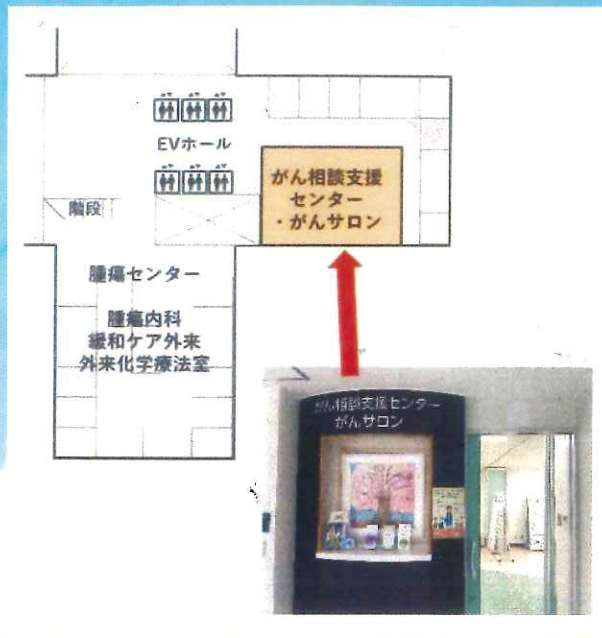 EVホール
がん相談支援
センター
・がんサロン
階段
腫瘍センター
腫瘍内科
緩和ケア外来
外来化学療法室
がん相談支援センター
がんサロン